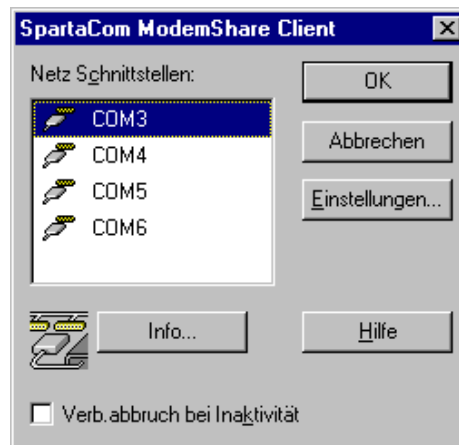 SpartaCom ModemShare Client
Netz Schnittstellen:
COM3
COM4
COM5
COM6
OK
Abbrechen
Einstellungen...
Info...
Hilfe
Verb.abbruch bei Inaktivität